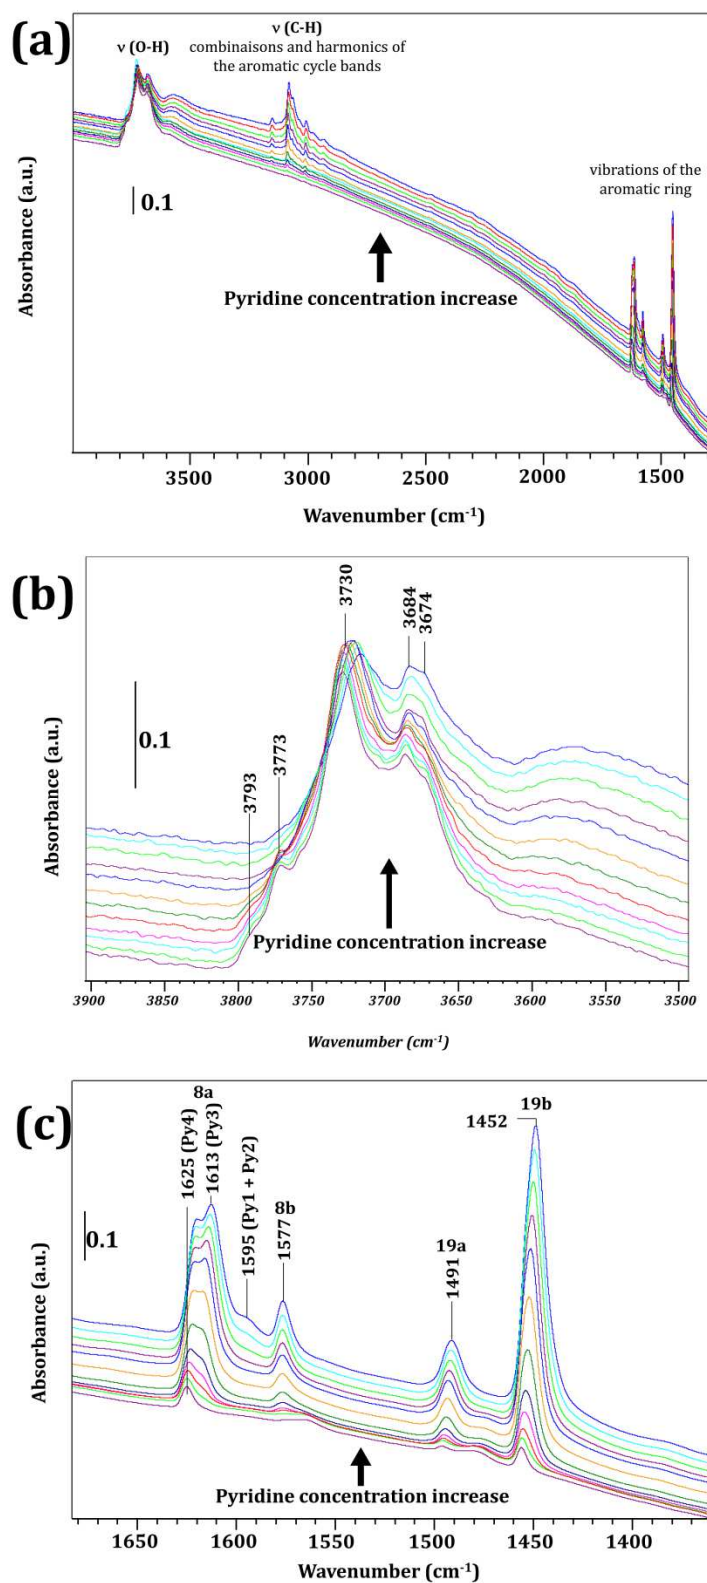 (a)
ν (O-H)
ν (C-H)
combinaisons and harmonics of
the aromatic cycle bands
vibrations of the
aromatic ring
0.1
Pyridine concentration increase
Absorbance (a.u.)
3500 3000 2500 2000 1500
Wavenumber (cm-1)
(b)
3793
3773
3730
3684
3674
0.1
Pyridine concentration increase
Absorbance (a.u.)
3900 3850 3800 3750 3700 3650 3600 3550 3500
Wavenumber (cm-1)
(c)
8a
1625 (Py4)
1613 (Py3)
1595 (Py1 + Py2)
8b
1577
19a
1491
19b
1452
0.1
Pyridine concentration increase
Absorbance (a.u.)
1650 1600 1550 1500 1450 1400
Wavenumber (cm-1)